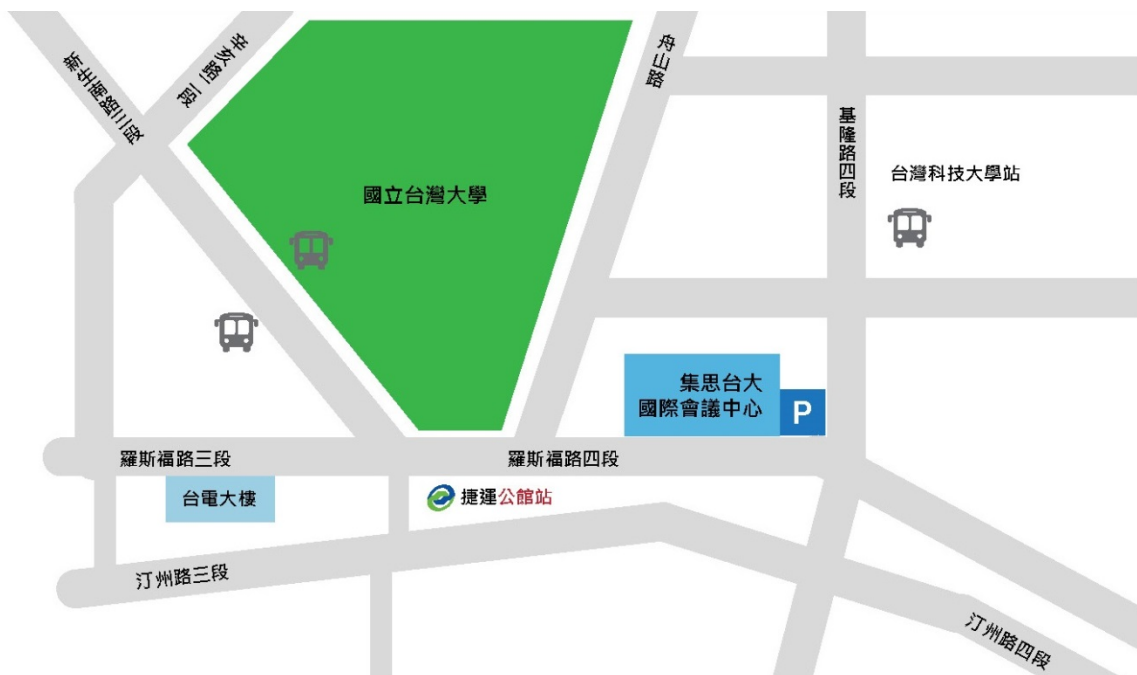 新生南路三段
辛亥路二段
舟山路
基隆路四段
台灣科技大學站
國立台灣大學
集思台大
國際會議中心
P
羅斯福路三段
羅斯福路四段
台電大樓
捷運公館站
汀州路三段
汀州路四段